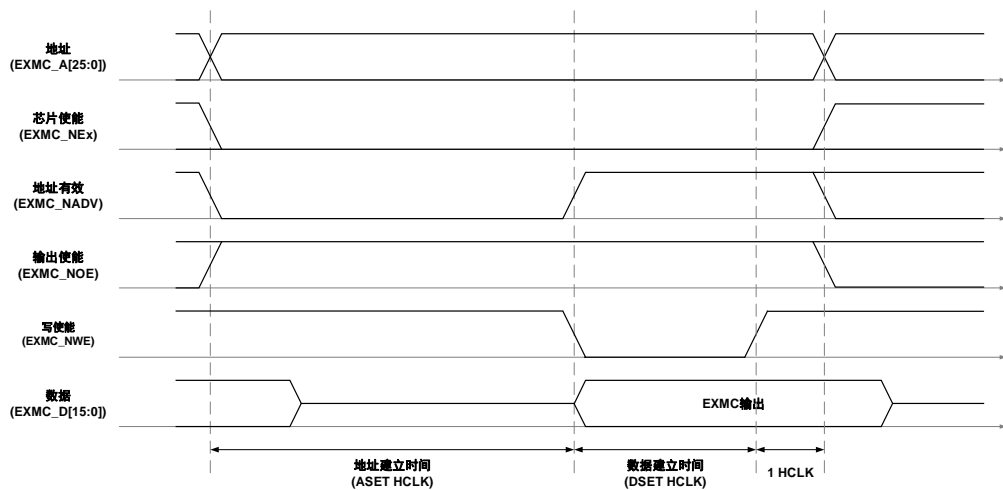 地址
(EXMC_A[25:0])
芯片使能
(EXMC_NEx)
地址有效
(EXMC_NADV)
输出使能
(EXMC_NOE)
写使能
(EXMC_NWE)
数据
(EXMC_D[15:0])
EXMC输出
地址建立时间
(ASET HCLK)
数据建立时间
(DSET HCLK)
1 HCLK